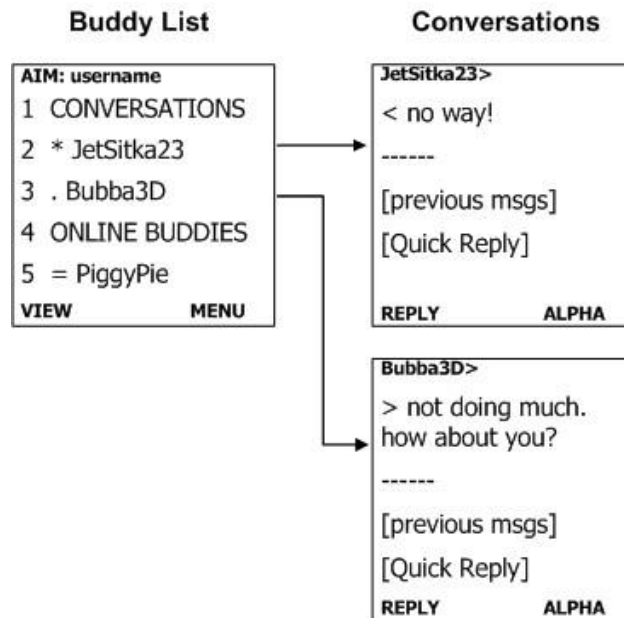 Buddy List
AIM: username
1 CONVERSATIONS
2 * JetSitka23
3 . Bubba3D
4 ONLINE BUDDIES
5 = PiggyPie
VIEW MENU
Conversations
JetSitka23>
< no way!
------
[previous msgs]
[Quick Reply]
REPLY ALPHA
Bubba3D>
> not doing much.
how about you?
------
[previous msgs]
[Quick Reply]
REPLY ALPHA